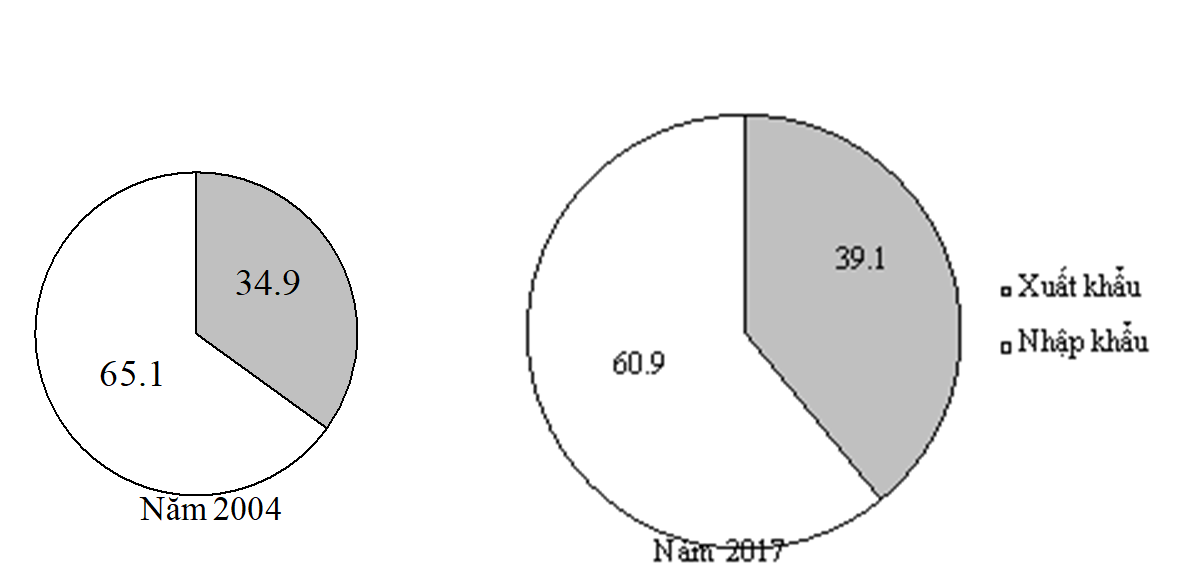 34.9
65.1
Năm 2004
39.1
60.9
Năm 2017
Xuất khẩu
Nhập khẩu